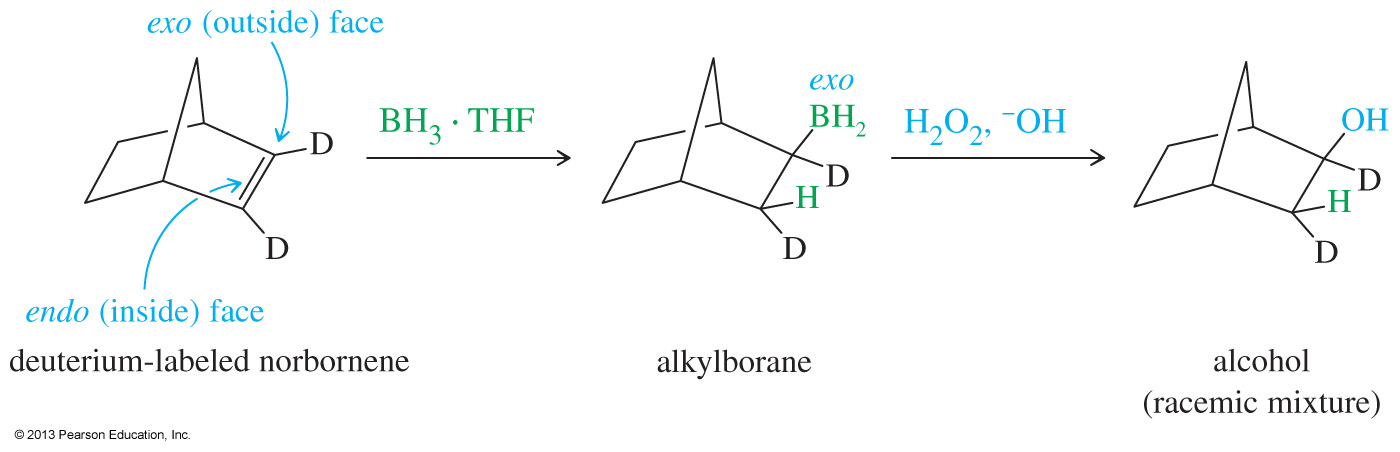 exo (outside) face
D
D
endo (inside) face
deuterium-labeled norbornene
BH₃ · THF
exo
BH₂
D
H
D
alkylborane
H₂O₂, ⁻OH
OH
D
H
D
alcohol
(racemic mixture)
© 2013 Pearson Education, Inc.